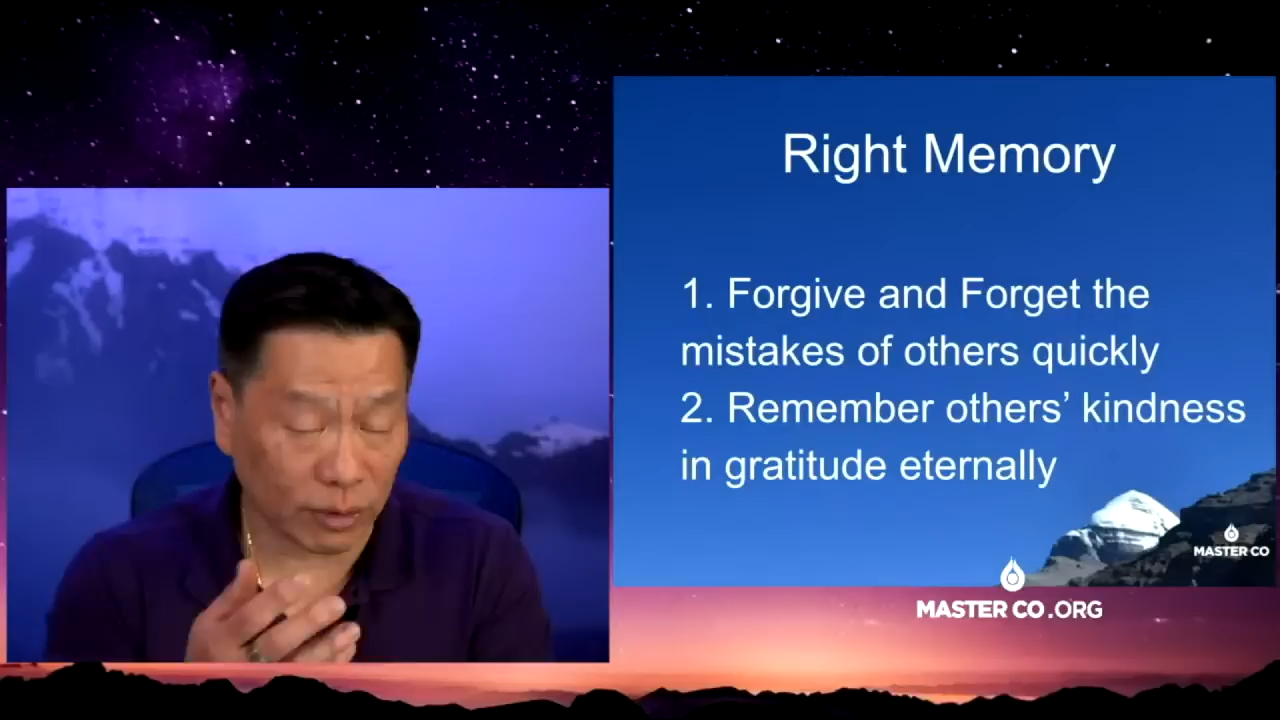 Right Memory
1. Forgive and Forget the
mistakes of others quickly
2. Remember others’ kindness
in gratitude eternally
MASTER CO
MASTER CO.ORG